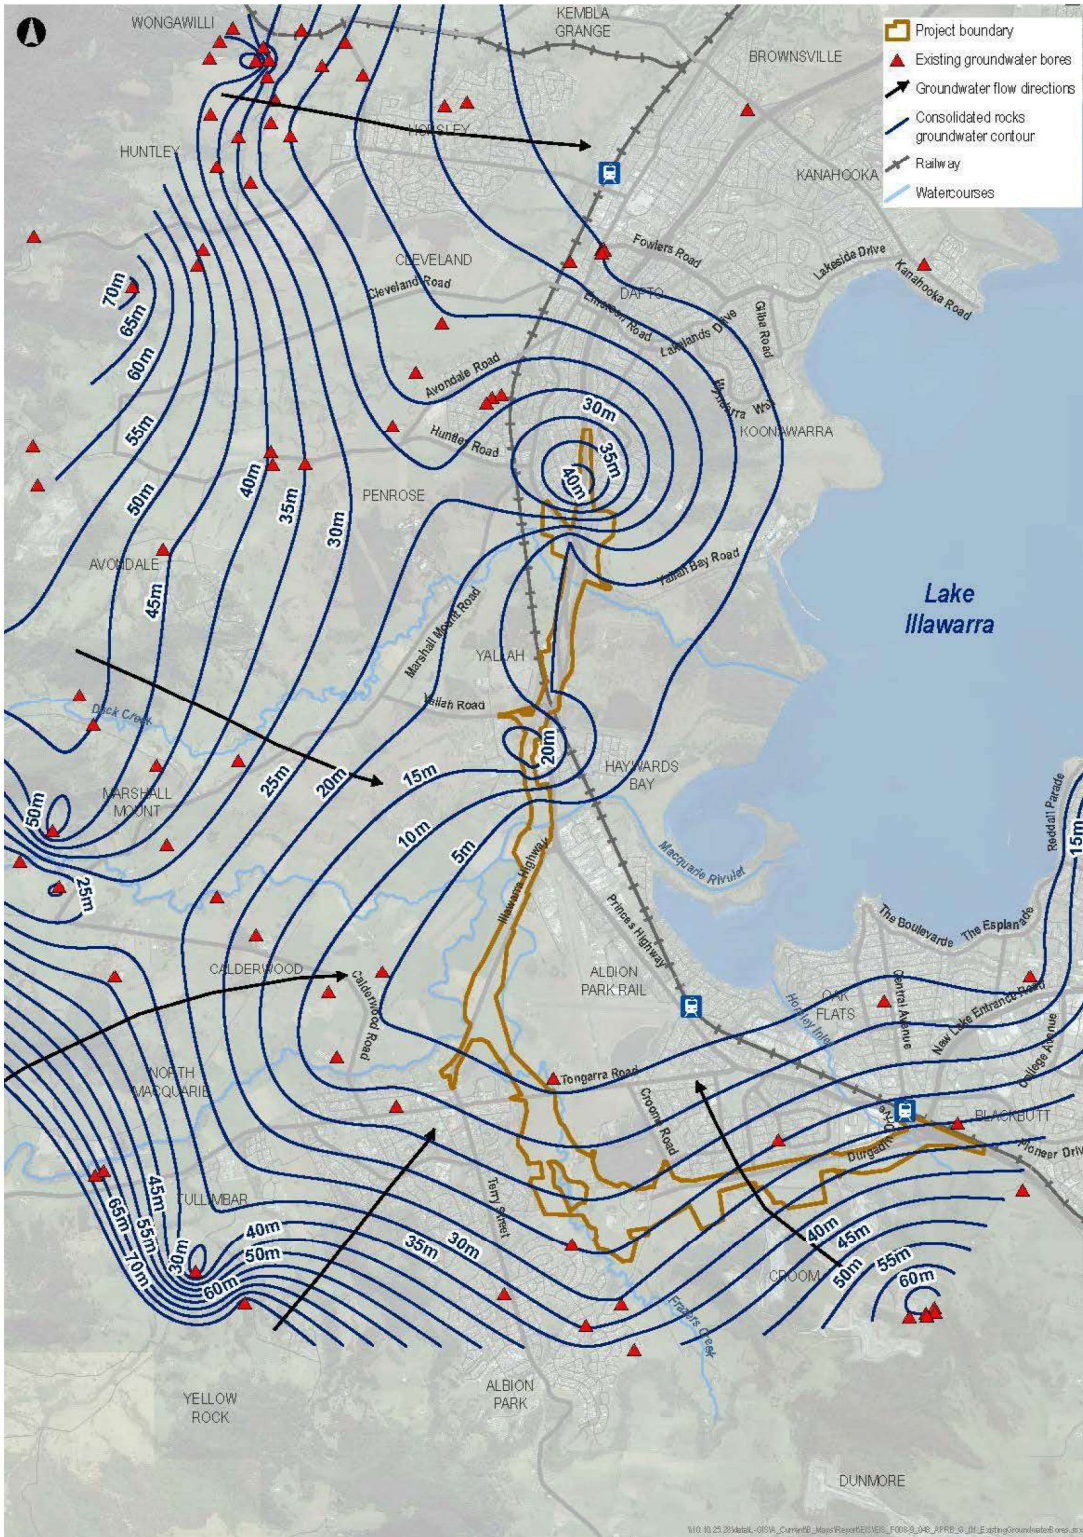 WONGAWILLI
KEMBLA
GRANGE
BROWNSVILLE
Project boundary
Existing groundwater bores
Groundwater flow directions
Consolidated rocks
groundwater contour
Railway
Watercourses
HORSLEY
HUNTLEY
KANAHOOKA
Fowlers Road
Lakeside Drive
Kanahooka Road
CLEVELAND
Cleveland Road
DAPTO
Emerson Road
Lakelands Drive
Gilba Road
70m
65m
60m
55m
50m
45m
40m
35m
30m
Avondale Road
Huntley Road
Wyndarra Way
KOONAWARRA
30m
35m
40m
PENROSE
AVONDALE
Yallah Bay Road
Lake
Illawarra
Marshall Mount Road
YALLAH
Yallah Road
Duck Creek
20m
HAYWARDS
BAY
25m
20m
15m
10m
5m
MARSHALL
MOUNT
50m
25m
Illawarra Highway
Macquarie Rivulet
Princes Highway
Reddall Parade
15m
The Boulevarde
The Esplanade
CALDERWOOD
Calderwood Road
ALBION
PARK RAIL
Horsley Inlet
OAK
FLATS
Central Avenue
New Lake Entrance Road
College Avenue
NORTH
MACQUARIE
Tongarra Road
Croome Road
BLACKBUTT
Pioneer Drive
Durgadin Drive
TULLIMBAR
Terry Street
45m
65m
55m
70m
30m
40m
50m
60m
35m
30m
40m
45m
50m
55m
60m
CROOM
Frazers Creek
YELLOW
ROCK
ALBION
PARK
DUNMORE